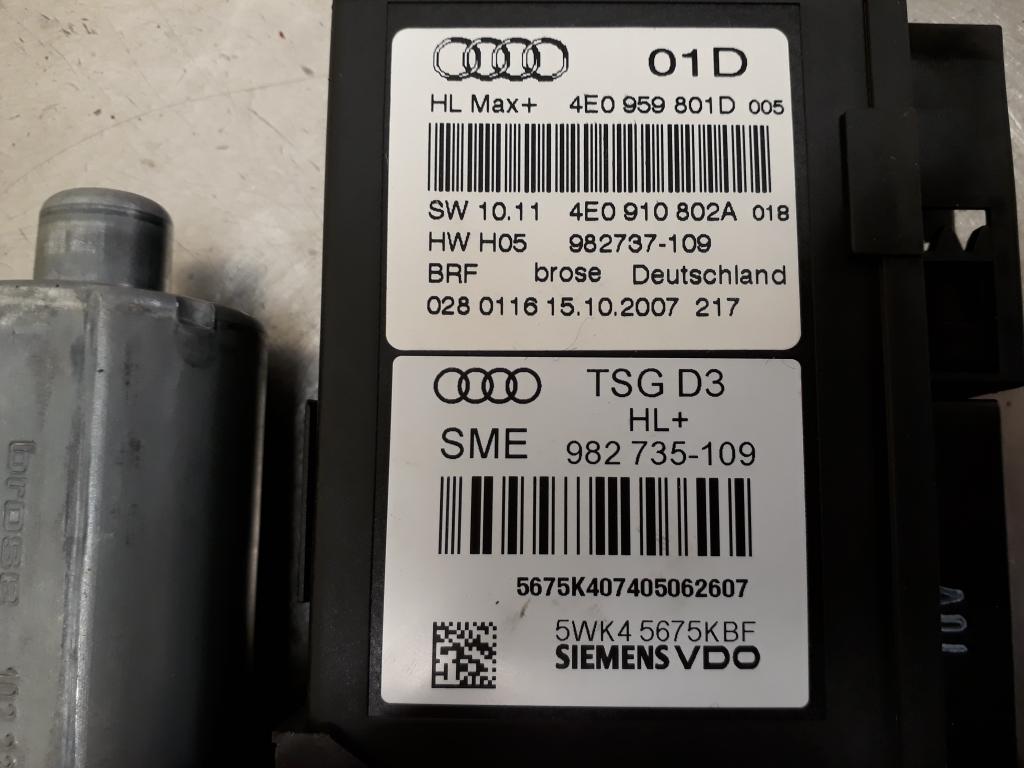 01D
HL Max+ 4E0 959 801D 005
SW 10.11 4E0 910 802A 018
HW H05 982737-109
BRF brose Deutschland
028 0116 15.10.2007 217
TSG D3
HL+
SME 982 735-109
5675K407405062607
5WK4 5675KBF
SIEMENS VDO
brose